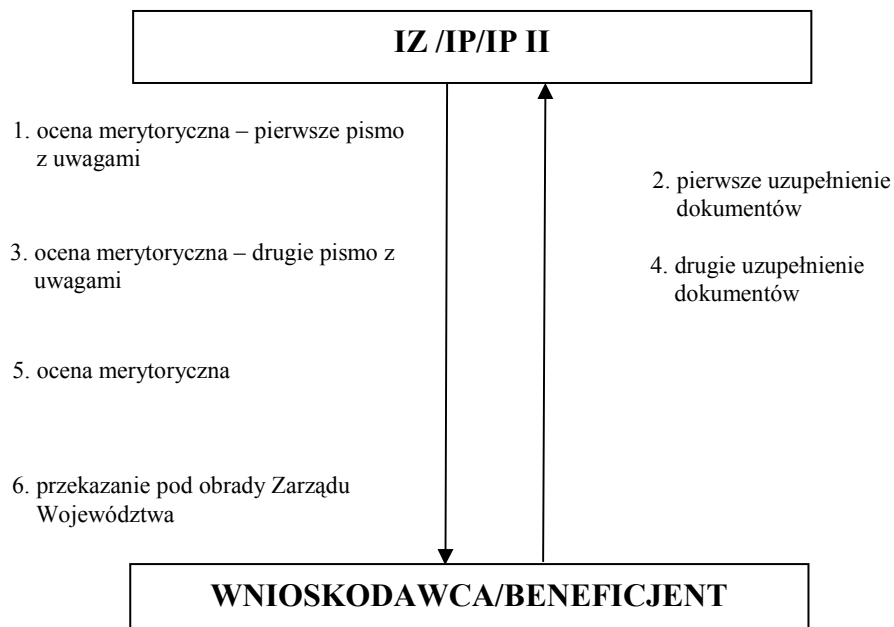 IZ /IP/IP II
1. ocena merytoryczna – pierwsze pismo
z uwagami
2. pierwsze uzupełnienie
dokumentów
3. ocena merytoryczna – drugie pismo z
uwagami
4. drugie uzupełnienie
dokumentów
5. ocena merytoryczna
6. przekazanie pod obrady Zarządu
Województwa
WNIOSKODAWCA/BENEFICJENT